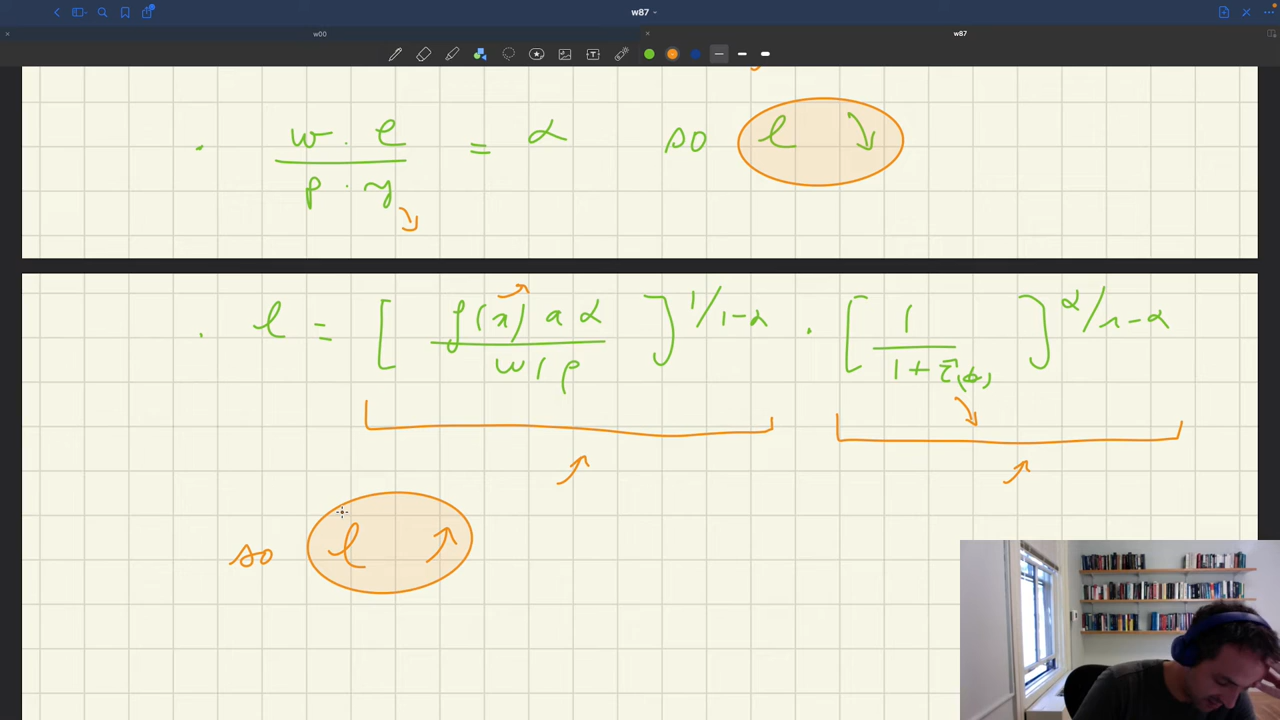 w87
w00
w87
. w · l / p · y = α so l ↘
↘
. l = [ f(x) a α / w / p ]^1/1-α · [ 1 / 1 + τ̂(θ) ]^α/1-α
so l ↗